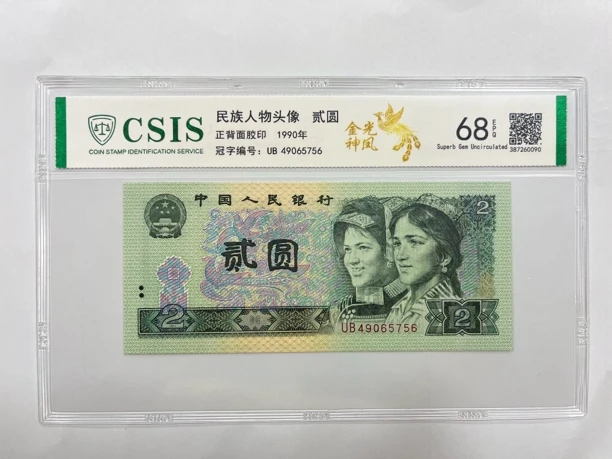 CSIS
COIN STAMP IDENTIFICATION SERVICE
民族人物头像 贰圆
正背面胶印 1990年
冠字编号: UB 49065756
金光
神凤
68 EPQ
Superb Gem Uncirculated
387260090
中国人民银行
贰圆
2
2
2
UB49065756